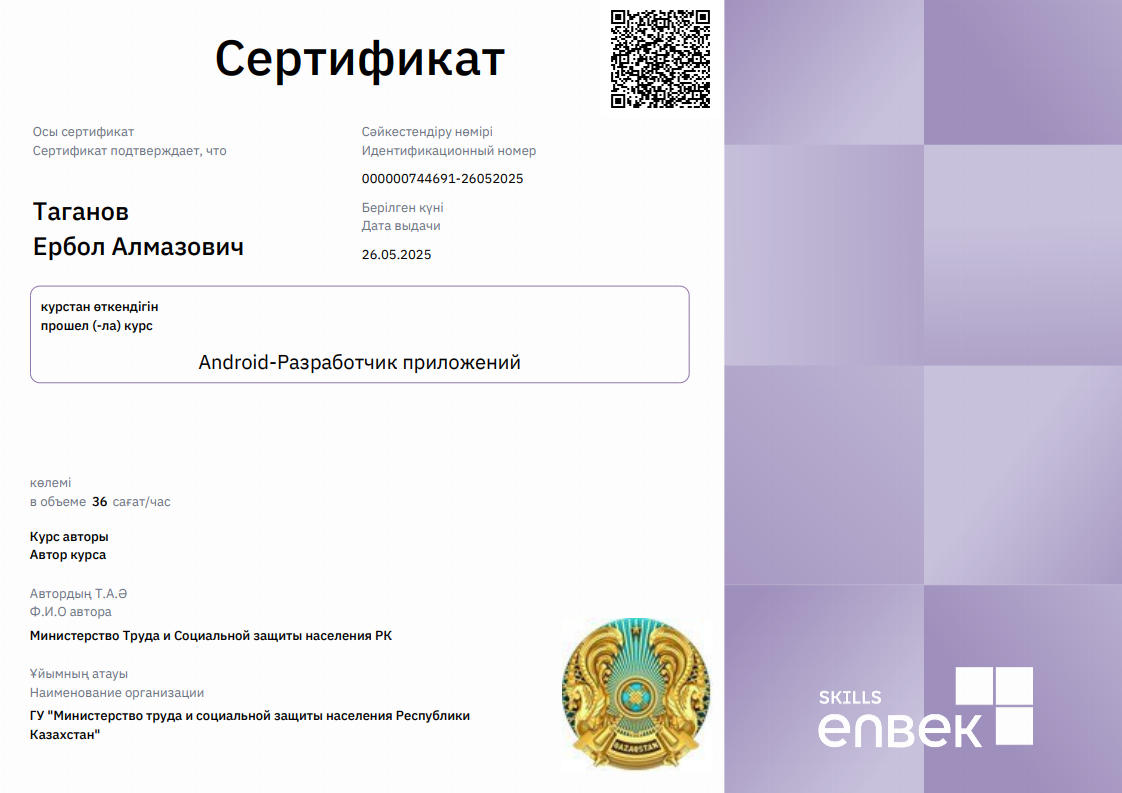 Сертификат
Осы сертификат
Сертификат подтверждает, что
Таганов
Ербол Алмазович
Сәйкестендіру нөмірі
Идентификационный номер
000000744691-26052025
Берілген күні
Дата выдачи
26.05.2025
курстан өткендігін
прошел (-ла) курс
Android-Разработчик приложений
көлемі
в объеме 36 сағат/час
Курс авторы
Автор курса
Автордың Т.А.Ә
Ф.И.О автора
Министерство Труда и Социальной защиты населения РК
Ұйымның атауы
Наименование организации
ГУ "Министерство труда и социальной защиты населения Республики
Казахстан"
QAZAQSTAN
SKILLS
enbek